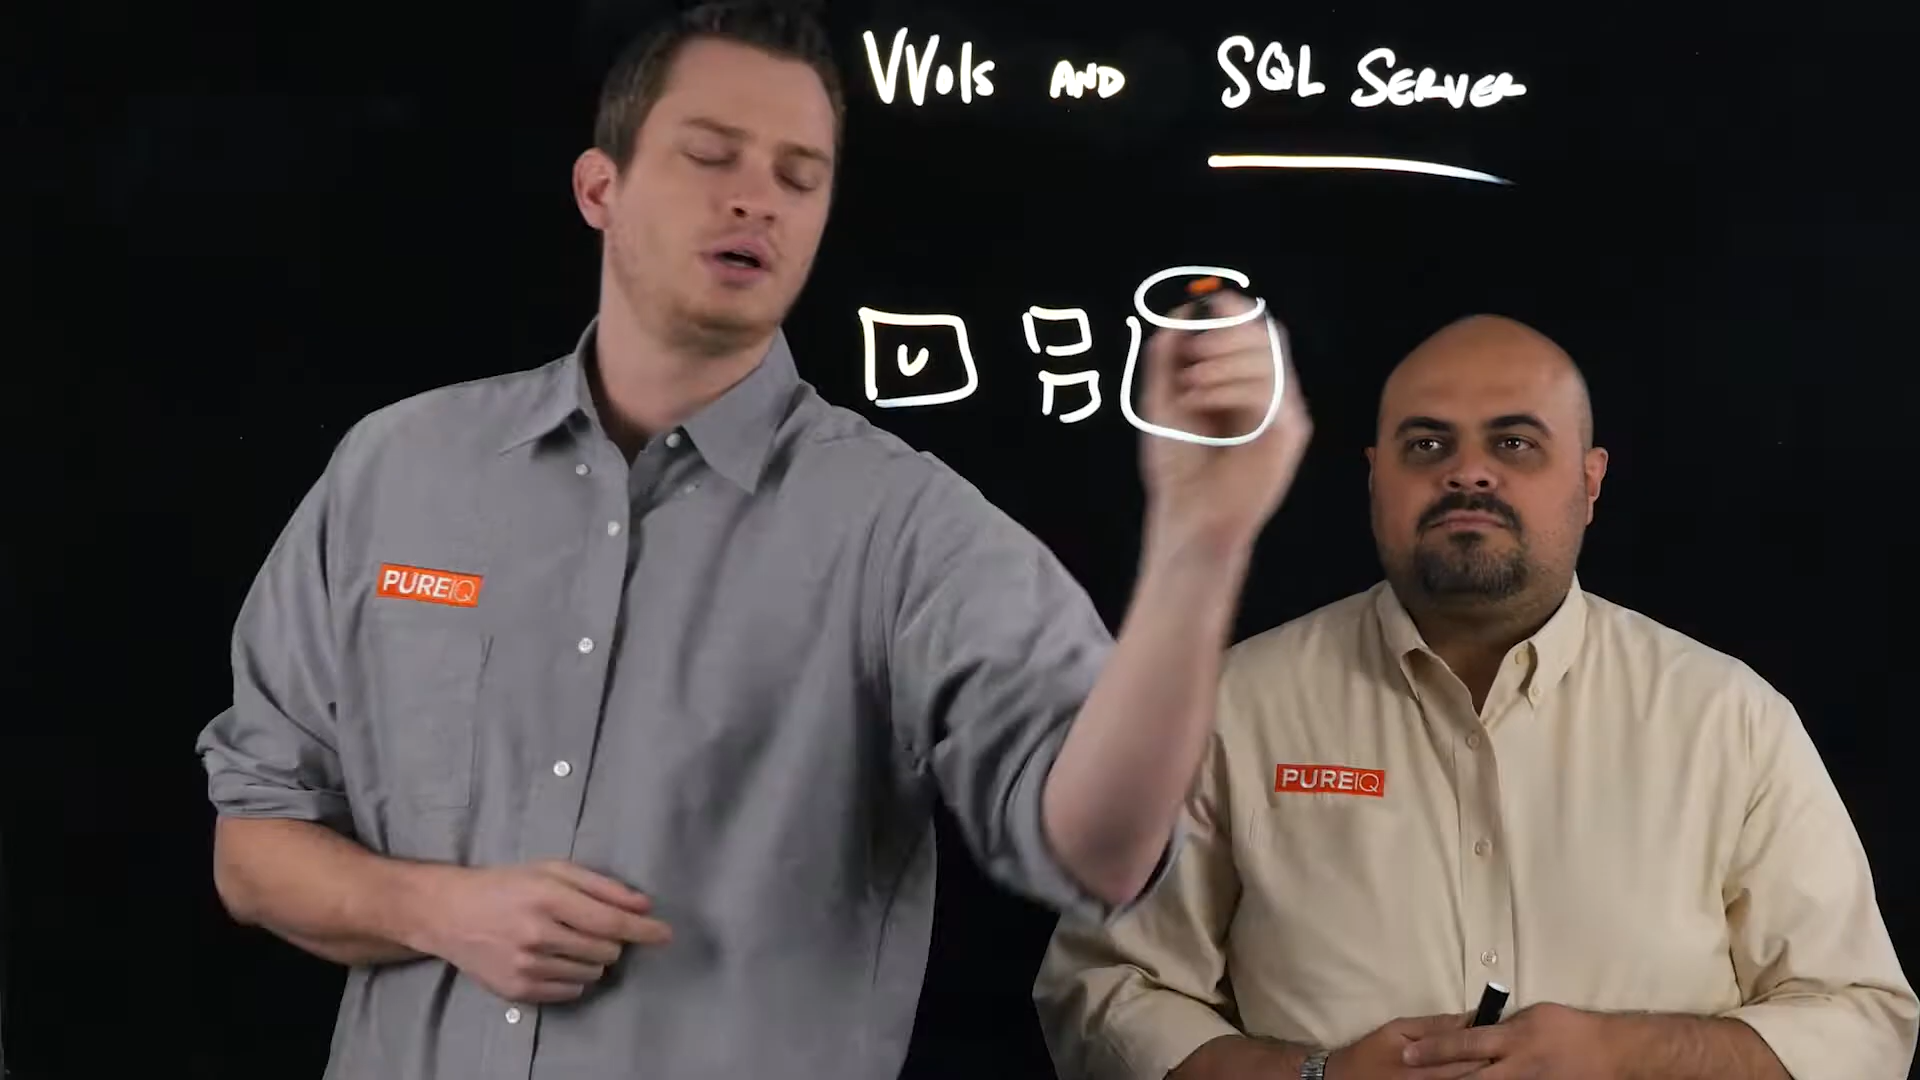 VVols AND SQL SERVER
U
PUREIQ
PUREIQ